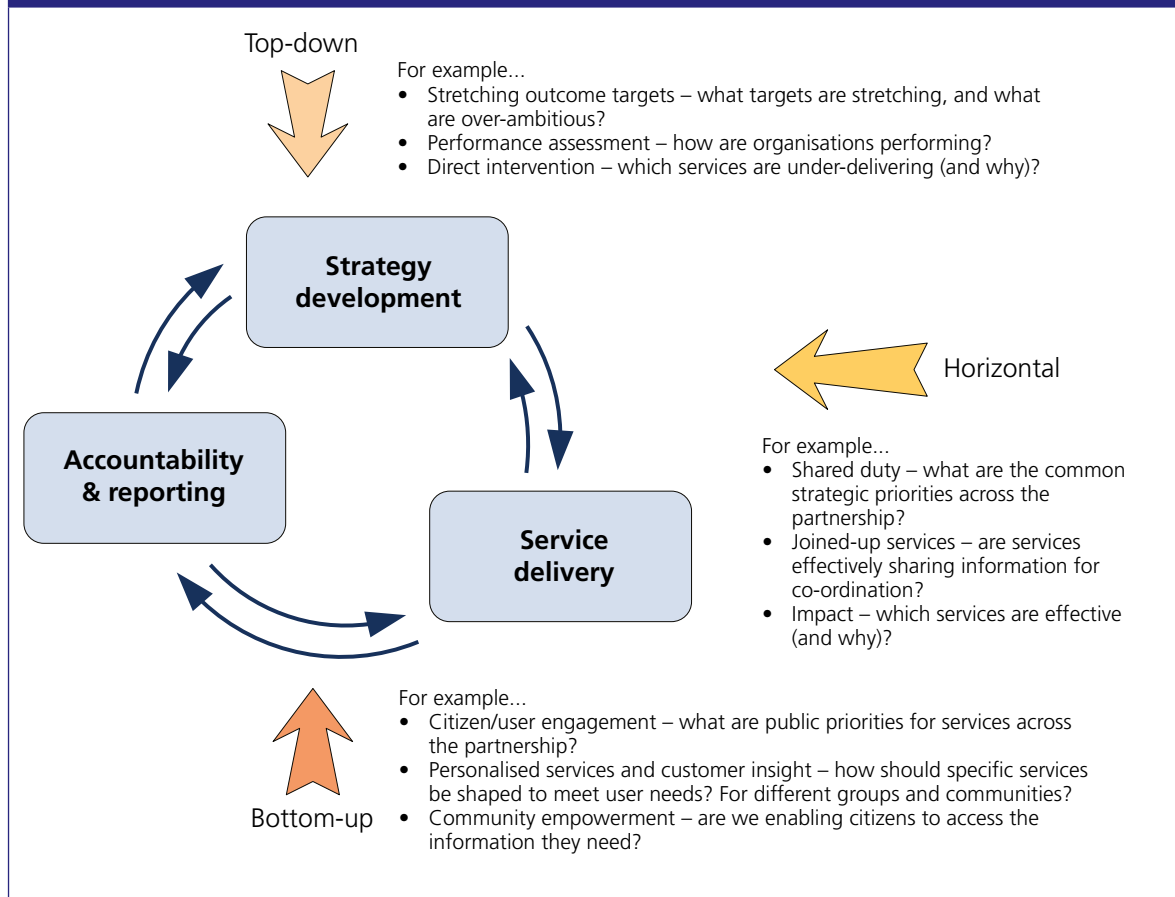 Top-down
For example...
• Stretching outcome targets – what targets are stretching, and what
are over-ambitious?
• Performance assessment – how are organisations performing?
• Direct intervention – which services are under-delivering (and why)?
Strategy
development
Horizontal
Accountability
& reporting
For example...
• Shared duty – what are the common
strategic priorities across the
partnership?
• Joined-up services – are services
effectively sharing information for
co-ordination?
• Impact – which services are effective
(and why)?
Service
delivery
Bottom-up
For example...
• Citizen/user engagement – what are public priorities for services across
the partnership?
• Personalised services and customer insight – how should specific services
be shaped to meet user needs? For different groups and communities?
• Community empowerment – are we enabling citizens to access the
information they need?